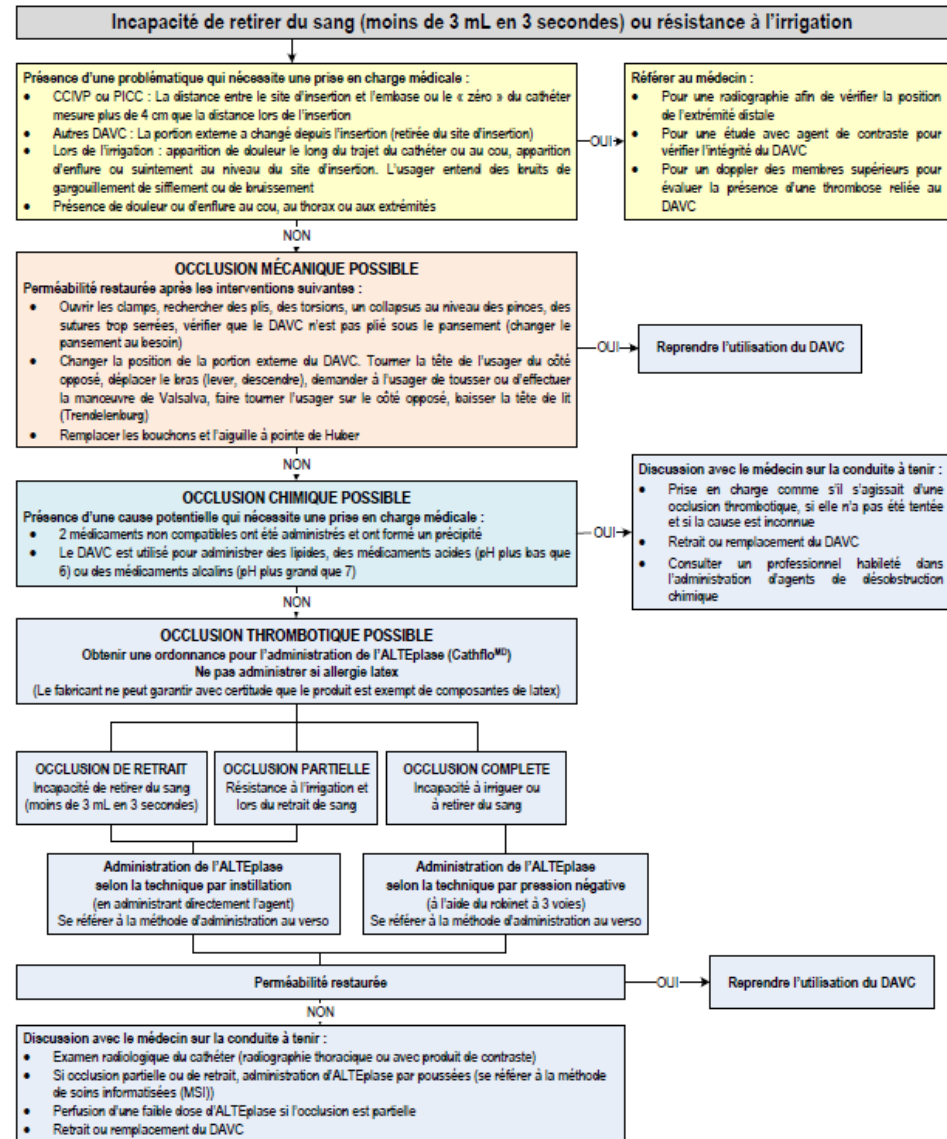 Incapacité de retirer du sang (moins de 3 mL en 3 secondes) ou résistance à l'irrigation
Présence d'une problématique qui nécessite une prise en charge médicale :
• CCIVP ou PICC : La distance entre le site d'insertion et l'embase ou le « zéro » du cathéter
mesure plus de 4 cm que la distance lors de l'insertion
• Autres DAVC : La portion externe a changé depuis l'insertion (retirée du site d'insertion)
• Lors de l'irrigation : apparition de douleur le long du trajet du cathéter ou au cou, apparition
d'enflure ou suintement au niveau du site d'insertion. L'usager entend des bruits de
gargouillement de sifflement ou de bruissement
• Présence de douleur ou d'enflure au cou, au thorax ou aux extrémités
OUI
Référer au médecin :
• Pour une radiographie afin de vérifier la position
de l'extrémité distale
• Pour une étude avec agent de contraste pour
vérifier l'intégrité du DAVC
• Pour un doppler des membres supérieurs pour
évaluer la présence d'une thrombose reliée au
DAVC
NON
OCCLUSION MÉCANIQUE POSSIBLE
Perméabilité restaurée après les interventions suivantes :
• Ouvrir les clamps, rechercher des plis, des torsions, un collapsus au niveau des pinces, des
sutures trop serrées, vérifier que le DAVC n'est pas plié sous le pansement (changer le
pansement au besoin)
• Changer la position de la portion externe du DAVC. Tourner la tête de l'usager du côté
opposé, déplacer le bras (lever, descendre), demander à l'usager de tousser ou d'effectuer
la manœuvre de Valsalva, faire tourner l'usager sur le côté opposé, baisser la tête de lit
(Trendelenburg)
• Remplacer les bouchons et l'aiguille à pointe de Huber
OUI
Reprendre l'utilisation du DAVC
NON
OCCLUSION CHIMIQUE POSSIBLE
Présence d'une cause potentielle qui nécessite une prise en charge médicale :
• 2 médicaments non compatibles ont été administrés et ont formé un précipité
• Le DAVC est utilisé pour administrer des lipides, des médicaments acides (pH plus bas que
6) ou des médicaments alcalins (pH plus grand que 7)
OUI
Discussion avec le médecin sur la conduite à tenir :
• Prise en charge comme s'il s'agissait d'une
occlusion thrombotique, si elle n'a pas été tentée
et si la cause est inconnue
• Retrait ou remplacement du DAVC
• Consulter un professionnel habileté dans
l'administration d'agents de désobstruction
chimique
NON
OCCLUSION THROMBOTIQUE POSSIBLE
Obtenir une ordonnance pour l'administration de l'ALTEplase (Cathflo^MD)
Ne pas administrer si allergie latex
(Le fabricant ne peut garantir avec certitude que le produit est exempt de composantes de latex)
OCCLUSION DE RETRAIT
Incapacité de retirer du sang
(moins de 3 mL en 3 secondes)
OCCLUSION PARTIELLE
Résistance à l'irrigation et
lors du retrait de sang
OCCLUSION COMPLETE
Incapacité à irriguer ou
à retirer du sang
Administration de l'ALTEplase
selon la technique par instillation
(en administrant directement l'agent)
Se référer à la méthode d'administration au verso
Administration de l'ALTEplase
selon la technique par pression négative
(à l'aide du robinet à 3 voies)
Se référer à la méthode d'administration au verso
Perméabilité restaurée
OUI
Reprendre l'utilisation du DAVC
NON
Discussion avec le médecin sur la conduite à tenir :
• Examen radiologique du cathéter (radiographie thoracique ou avec produit de contraste)
• Si occlusion partielle ou de retrait, administration d'ALTEplase par poussées (se référer à la méthode
de soins informatisées (MSI))
• Perfusion d'une faible dose d'ALTEplase si l'occlusion est partielle
• Retrait ou remplacement du DAVC